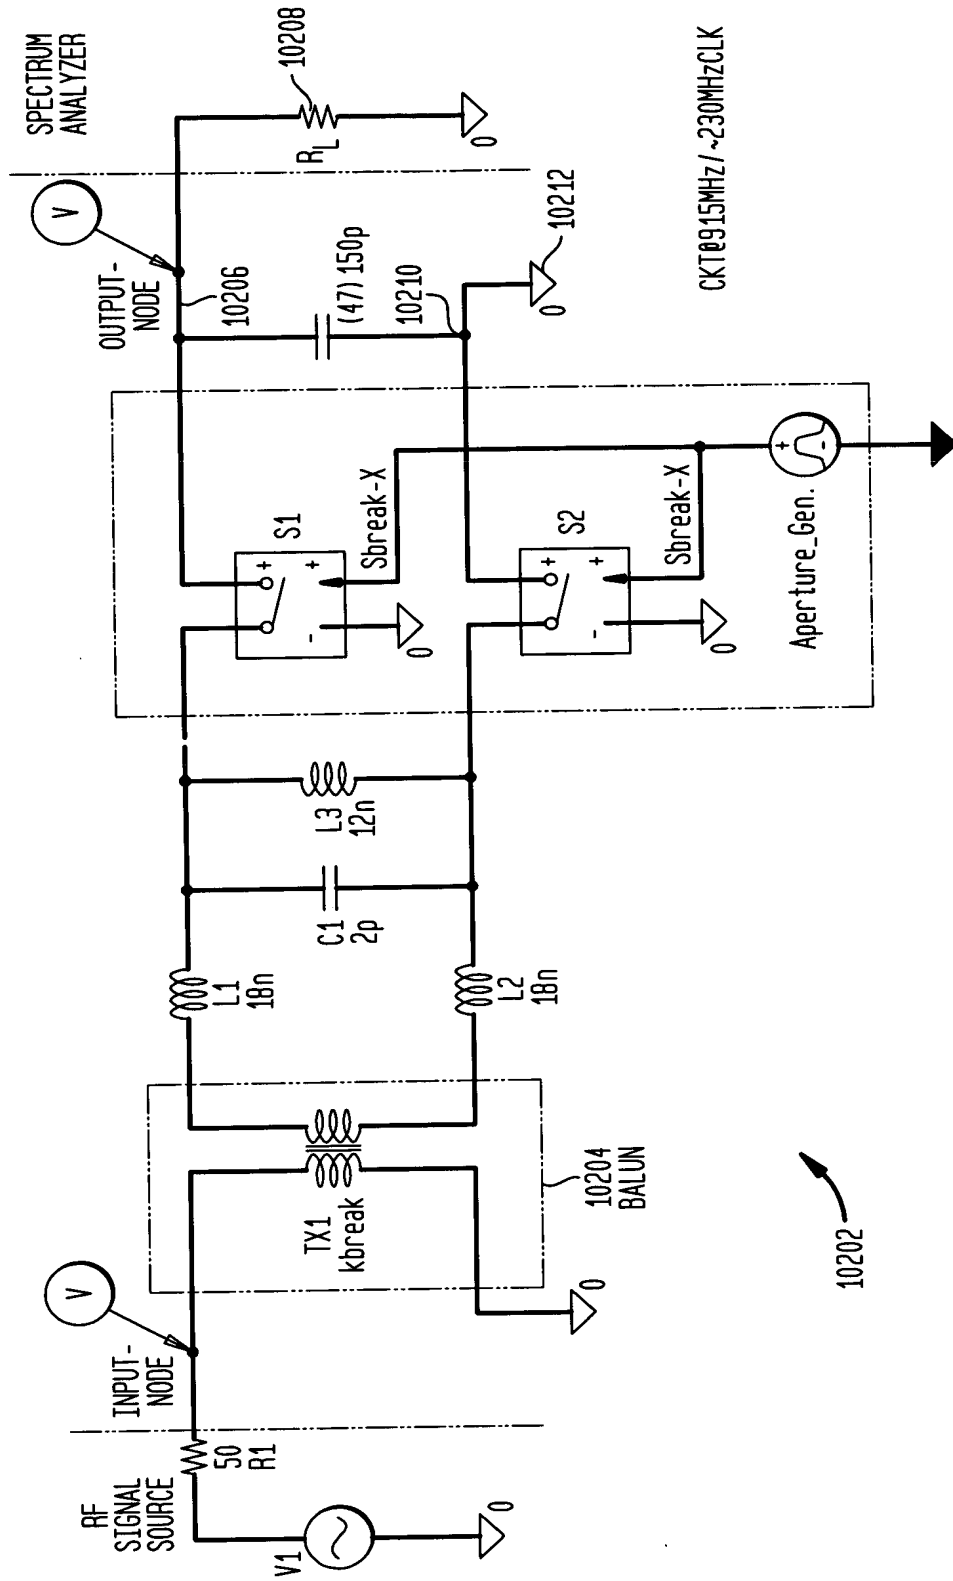 RF
SIGNAL
SOURCE
V1
0
50
R1
INPUT-
NODE
V
0
TX1
kbreak
10204
BALUN
L1
18n
L2
18n
C1
2p
L3
12n
S1
+
+
-
0
Sbreak-X
S2
+
+
-
0
Sbreak-X
Aperture_Gen.
+
-
OUTPUT-
NODE
V
10206
(47) 150p
10210
0
10212
SPECTRUM
ANALYZER
RL
10208
0
CKT@915MHz/~230MHzCLK
10202